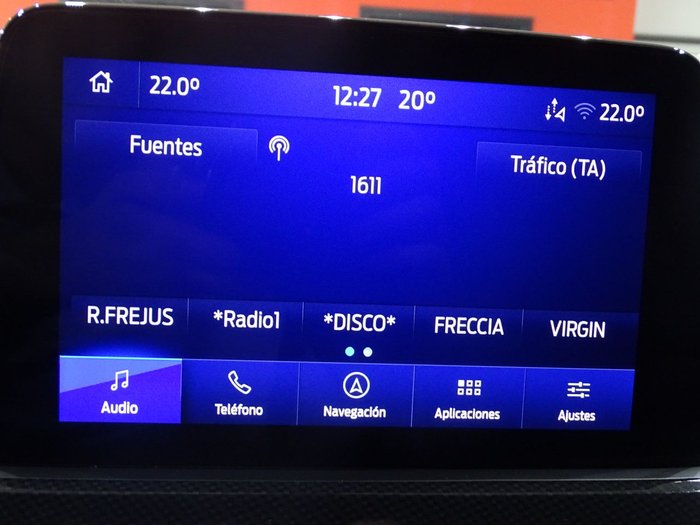 22.0º 12:27 20º 22.0º
Fuentes
Tráfico (TA)
1611
R.FREJUS *Radio1 *DISCO* FRECCIA VIRGIN
Audio Teléfono Navegación Aplicaciones Ajustes